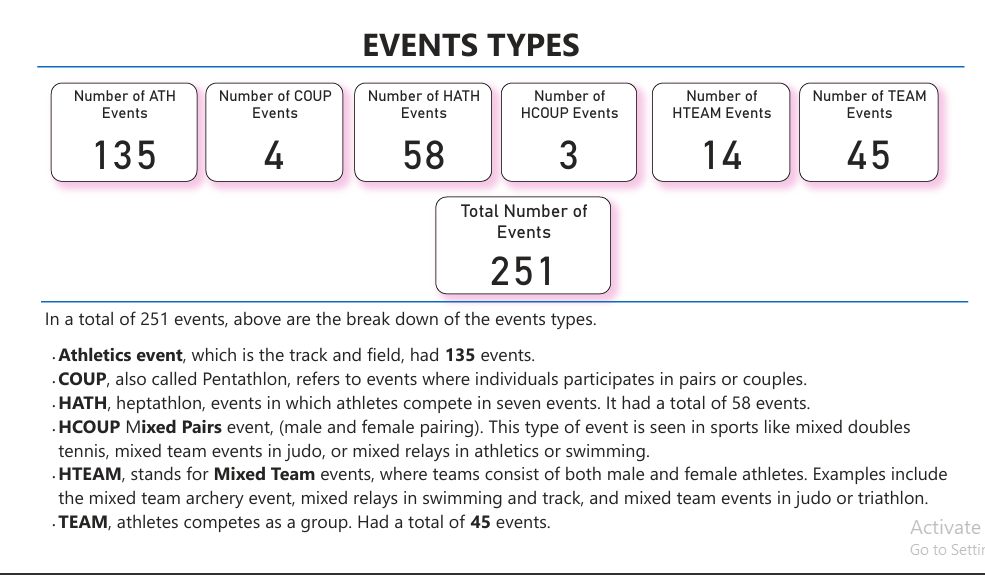 EVENTS TYPES
Number of ATH
Events
135
Number of COUP
Events
4
Number of HATH
Events
58
Number of
HCOUP Events
3
Number of
HTEAM Events
14
Number of TEAM
Events
45
Total Number of
Events
251
In a total of 251 events, above are the break down of the events types.
· Athletics event, which is the track and field, had 135 events.
· COUP, also called Pentathlon, refers to events where individuals participates in pairs or couples.
· HATH, heptathlon, events in which athletes compete in seven events. It had a total of 58 events.
· HCOUP Mixed Pairs event, (male and female pairing). This type of event is seen in sports like mixed doubles
tennis, mixed team events in judo, or mixed relays in athletics or swimming.
· HTEAM, stands for Mixed Team events, where teams consist of both male and female athletes. Examples include
the mixed team archery event, mixed relays in swimming and track, and mixed team events in judo or triathlon.
· TEAM, athletes competes as a group. Had a total of 45 events.
Activate
Go to Settin